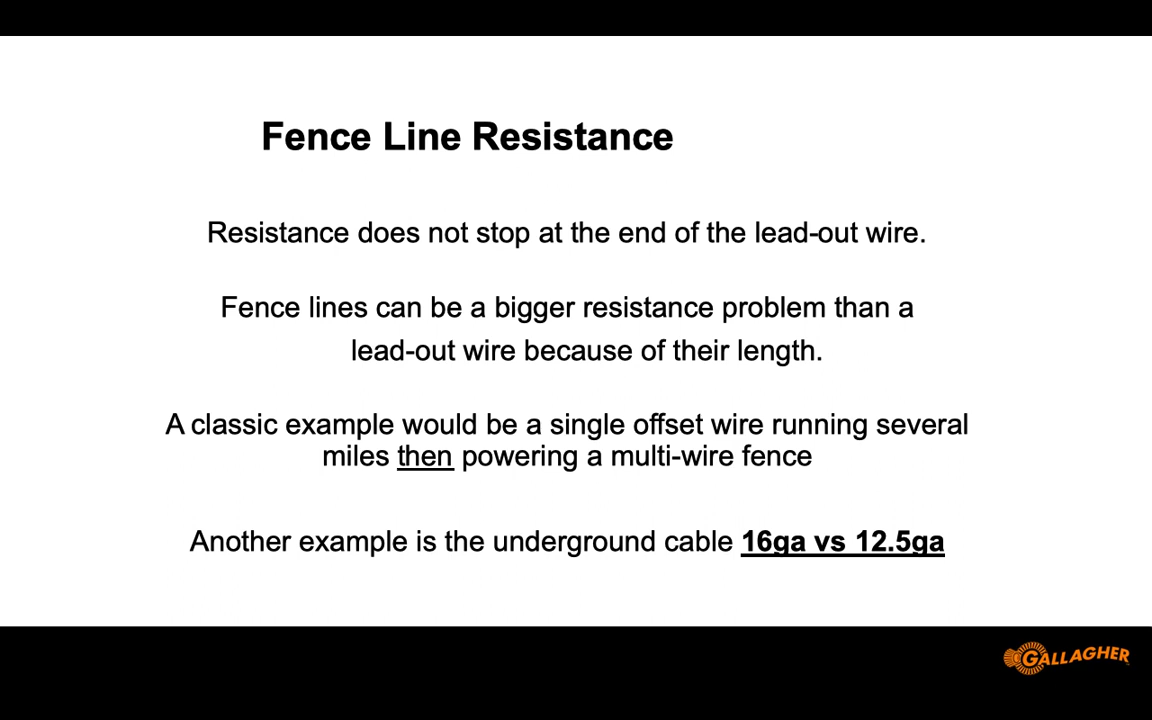 Fence Line Resistance
Resistance does not stop at the end of the lead-out wire.
Fence lines can be a bigger resistance problem than a
lead-out wire because of their length.
A classic example would be a single offset wire running several
miles then powering a multi-wire fence
Another example is the underground cable 16ga vs 12.5ga
GALLAGHER